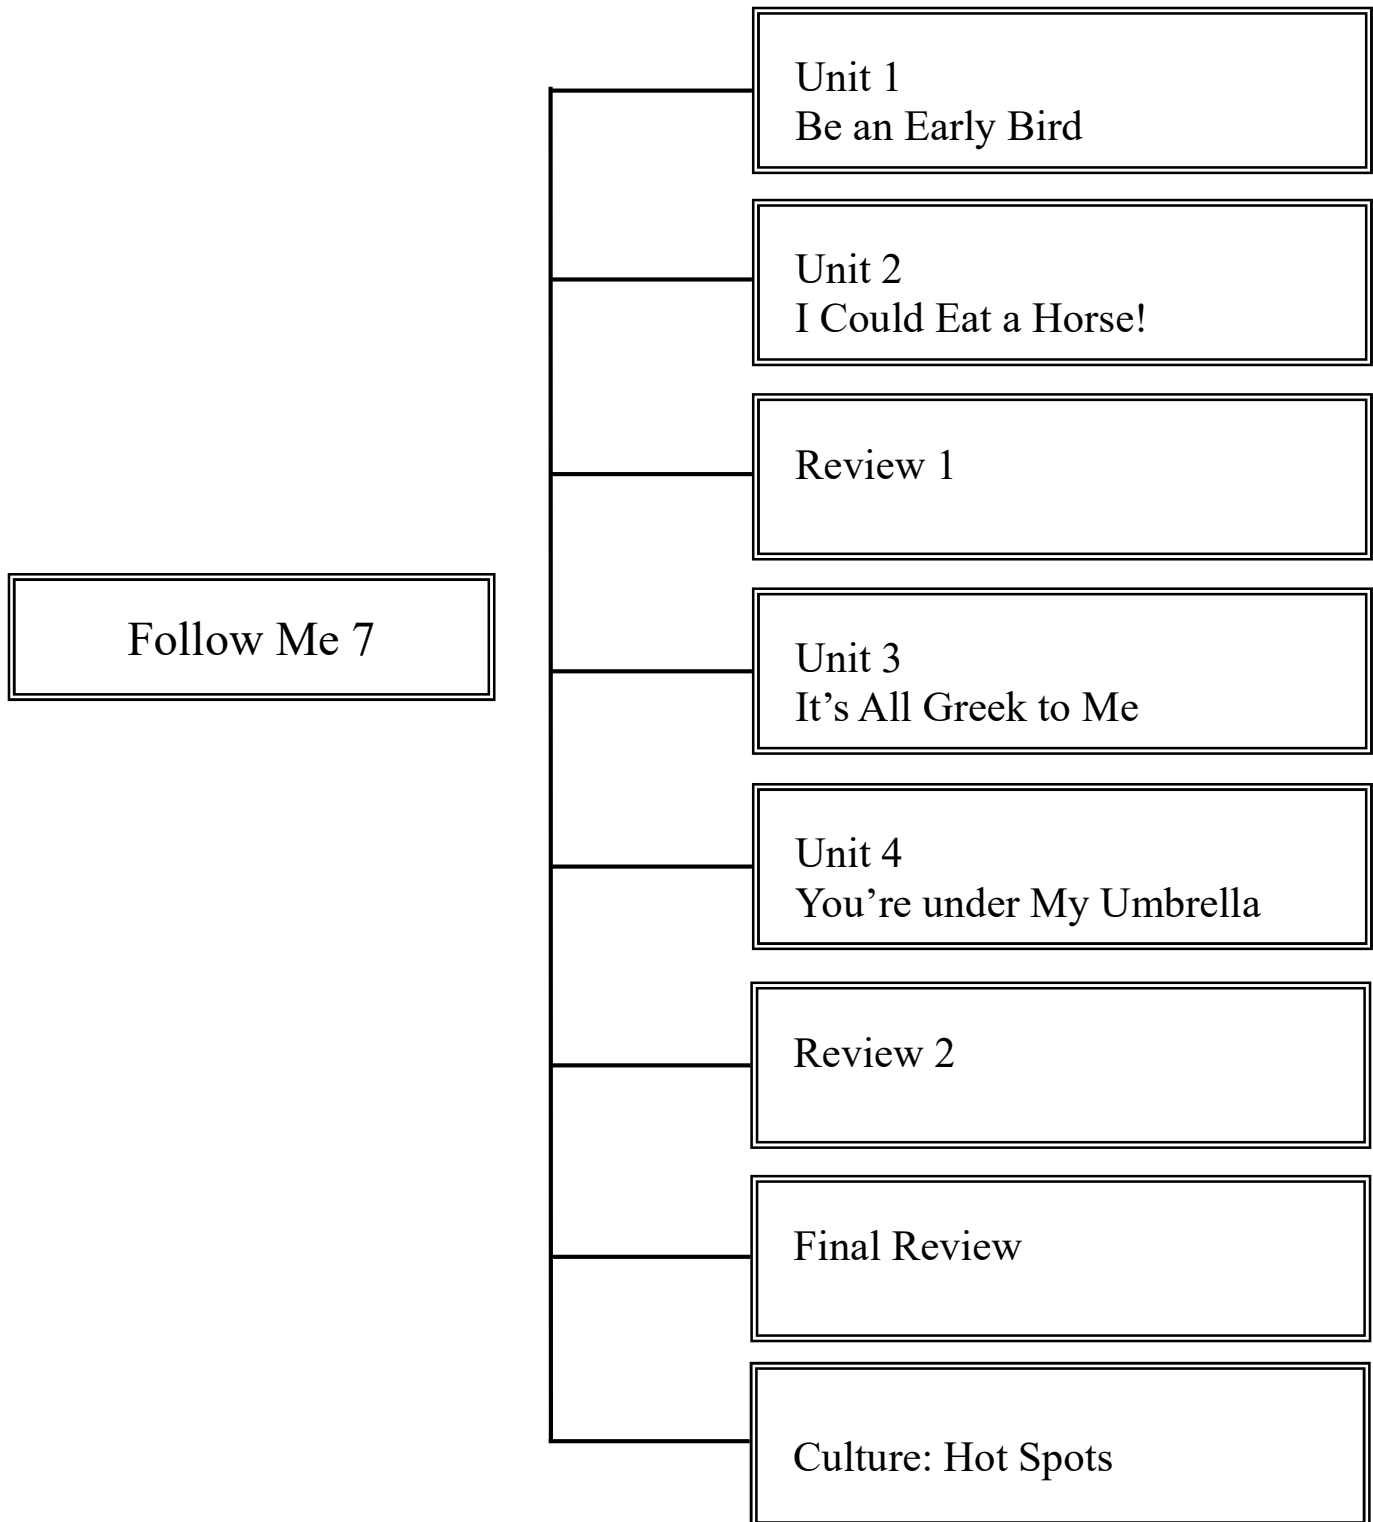 Follow Me 7
Unit 1
Be an Early Bird
Unit 2
I Could Eat a Horse!
Review 1
Unit 3
It’s All Greek to Me
Unit 4
You’re under My Umbrella
Review 2
Final Review
Culture: Hot Spots